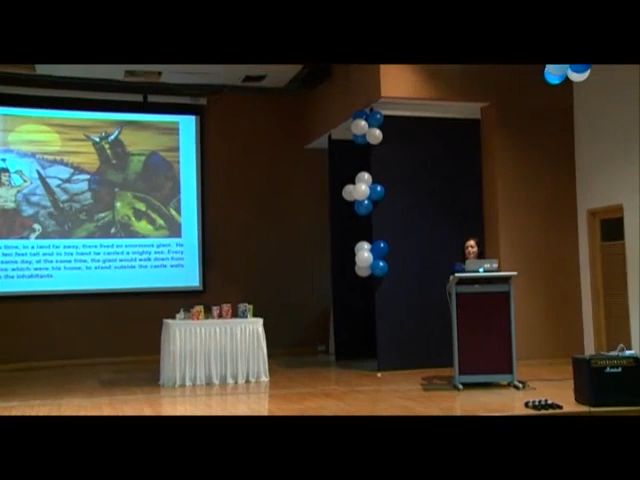 time, in a land far away, there lived an enormous giant. He
ten feet tall and in his hand he carried a mighty axe. Every
same day, at the same time, the giant would walk down from
which were his home, to stand outside the castle walls
the inhabitants.
Marshall